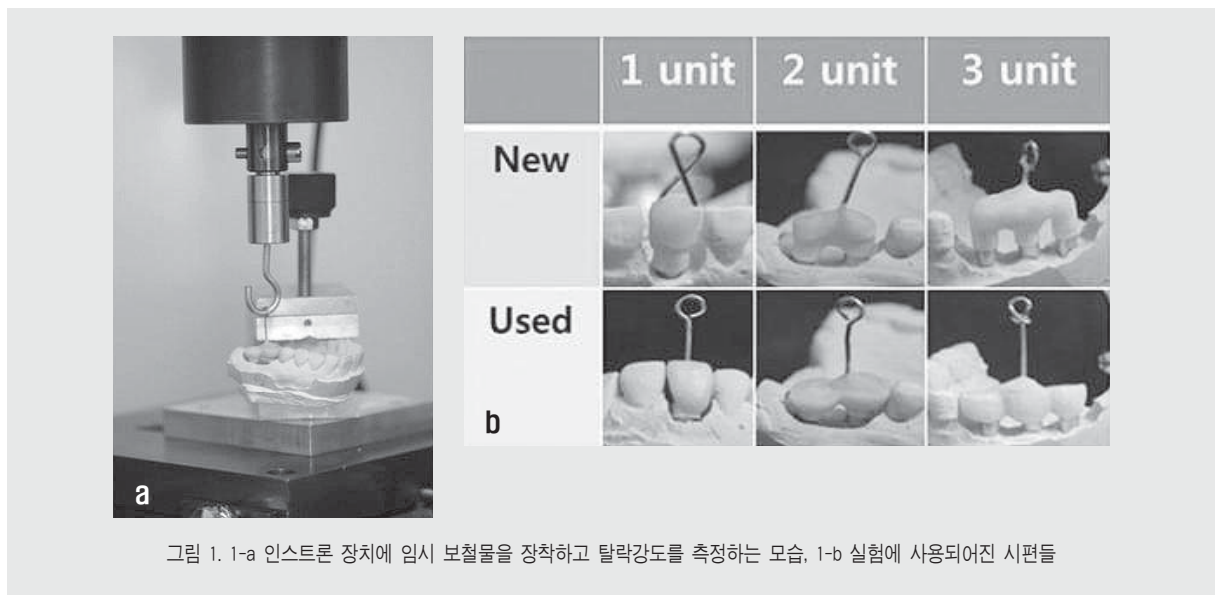 1 unit 2 unit 3 unit
New
Used
a
b
그림 1. 1-a 인스트론 장치에 임시 보철물을 장착하고 탈락강도를 측정하는 모습, 1-b 실험에 사용되어진 시편들